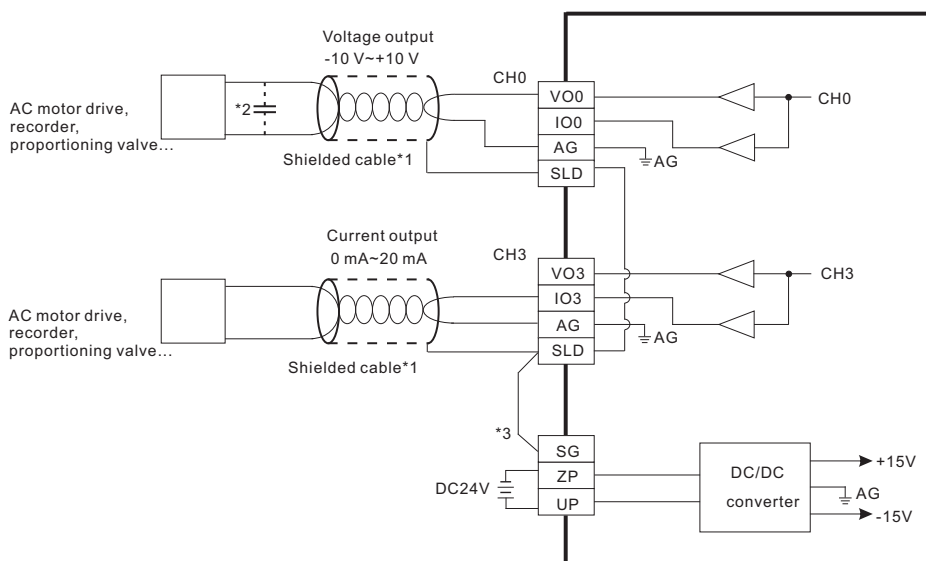 Voltage output
-10 V~+10 V
CH0
*2
AC motor drive,
recorder,
proportioning valve...
Shielded cable*1
VO0
IO0
AG
SLD
AG
CH0
Current output
0 mA~20 mA
CH3
AC motor drive,
recorder,
proportioning valve...
Shielded cable*1
VO3
IO3
AG
SLD
AG
CH3
*3
SG
ZP
UP
DC24V
DC/DC
converter
+15V
AG
-15V